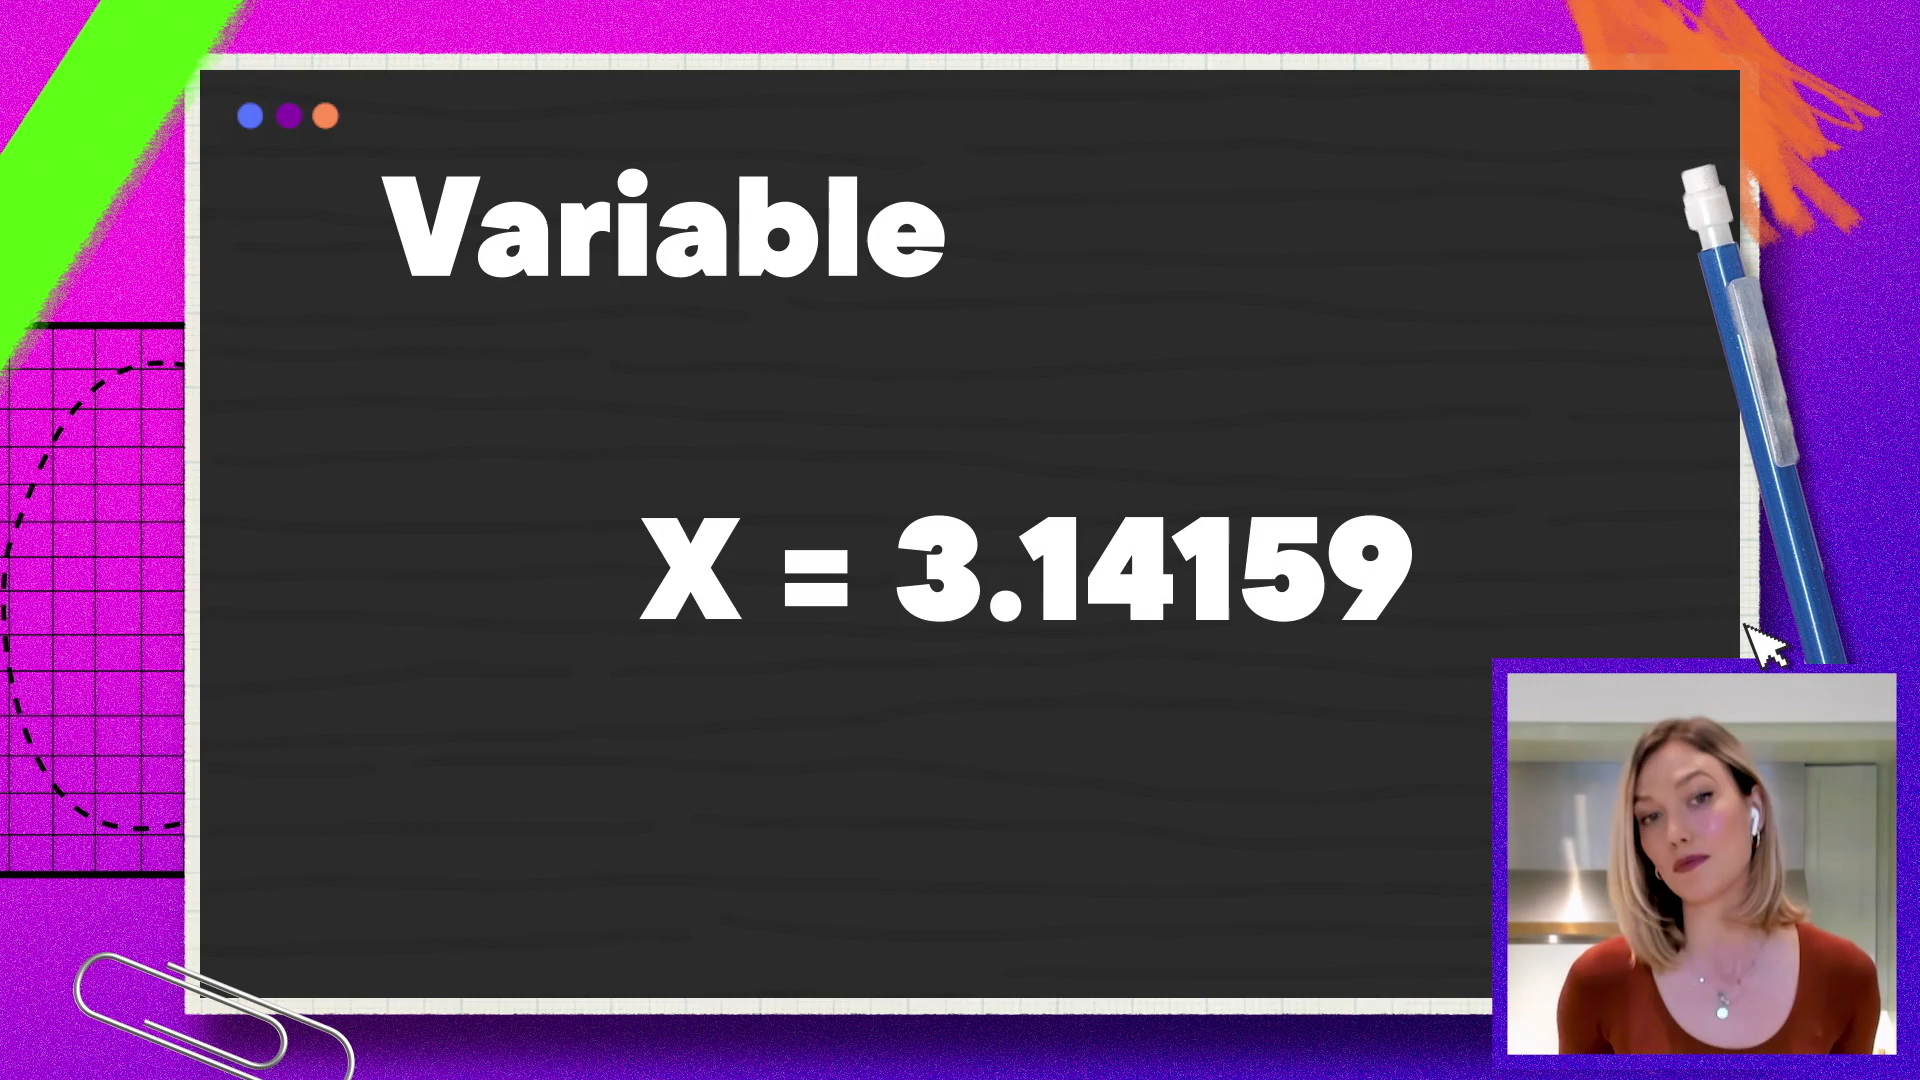 Variable
X = 3.14159